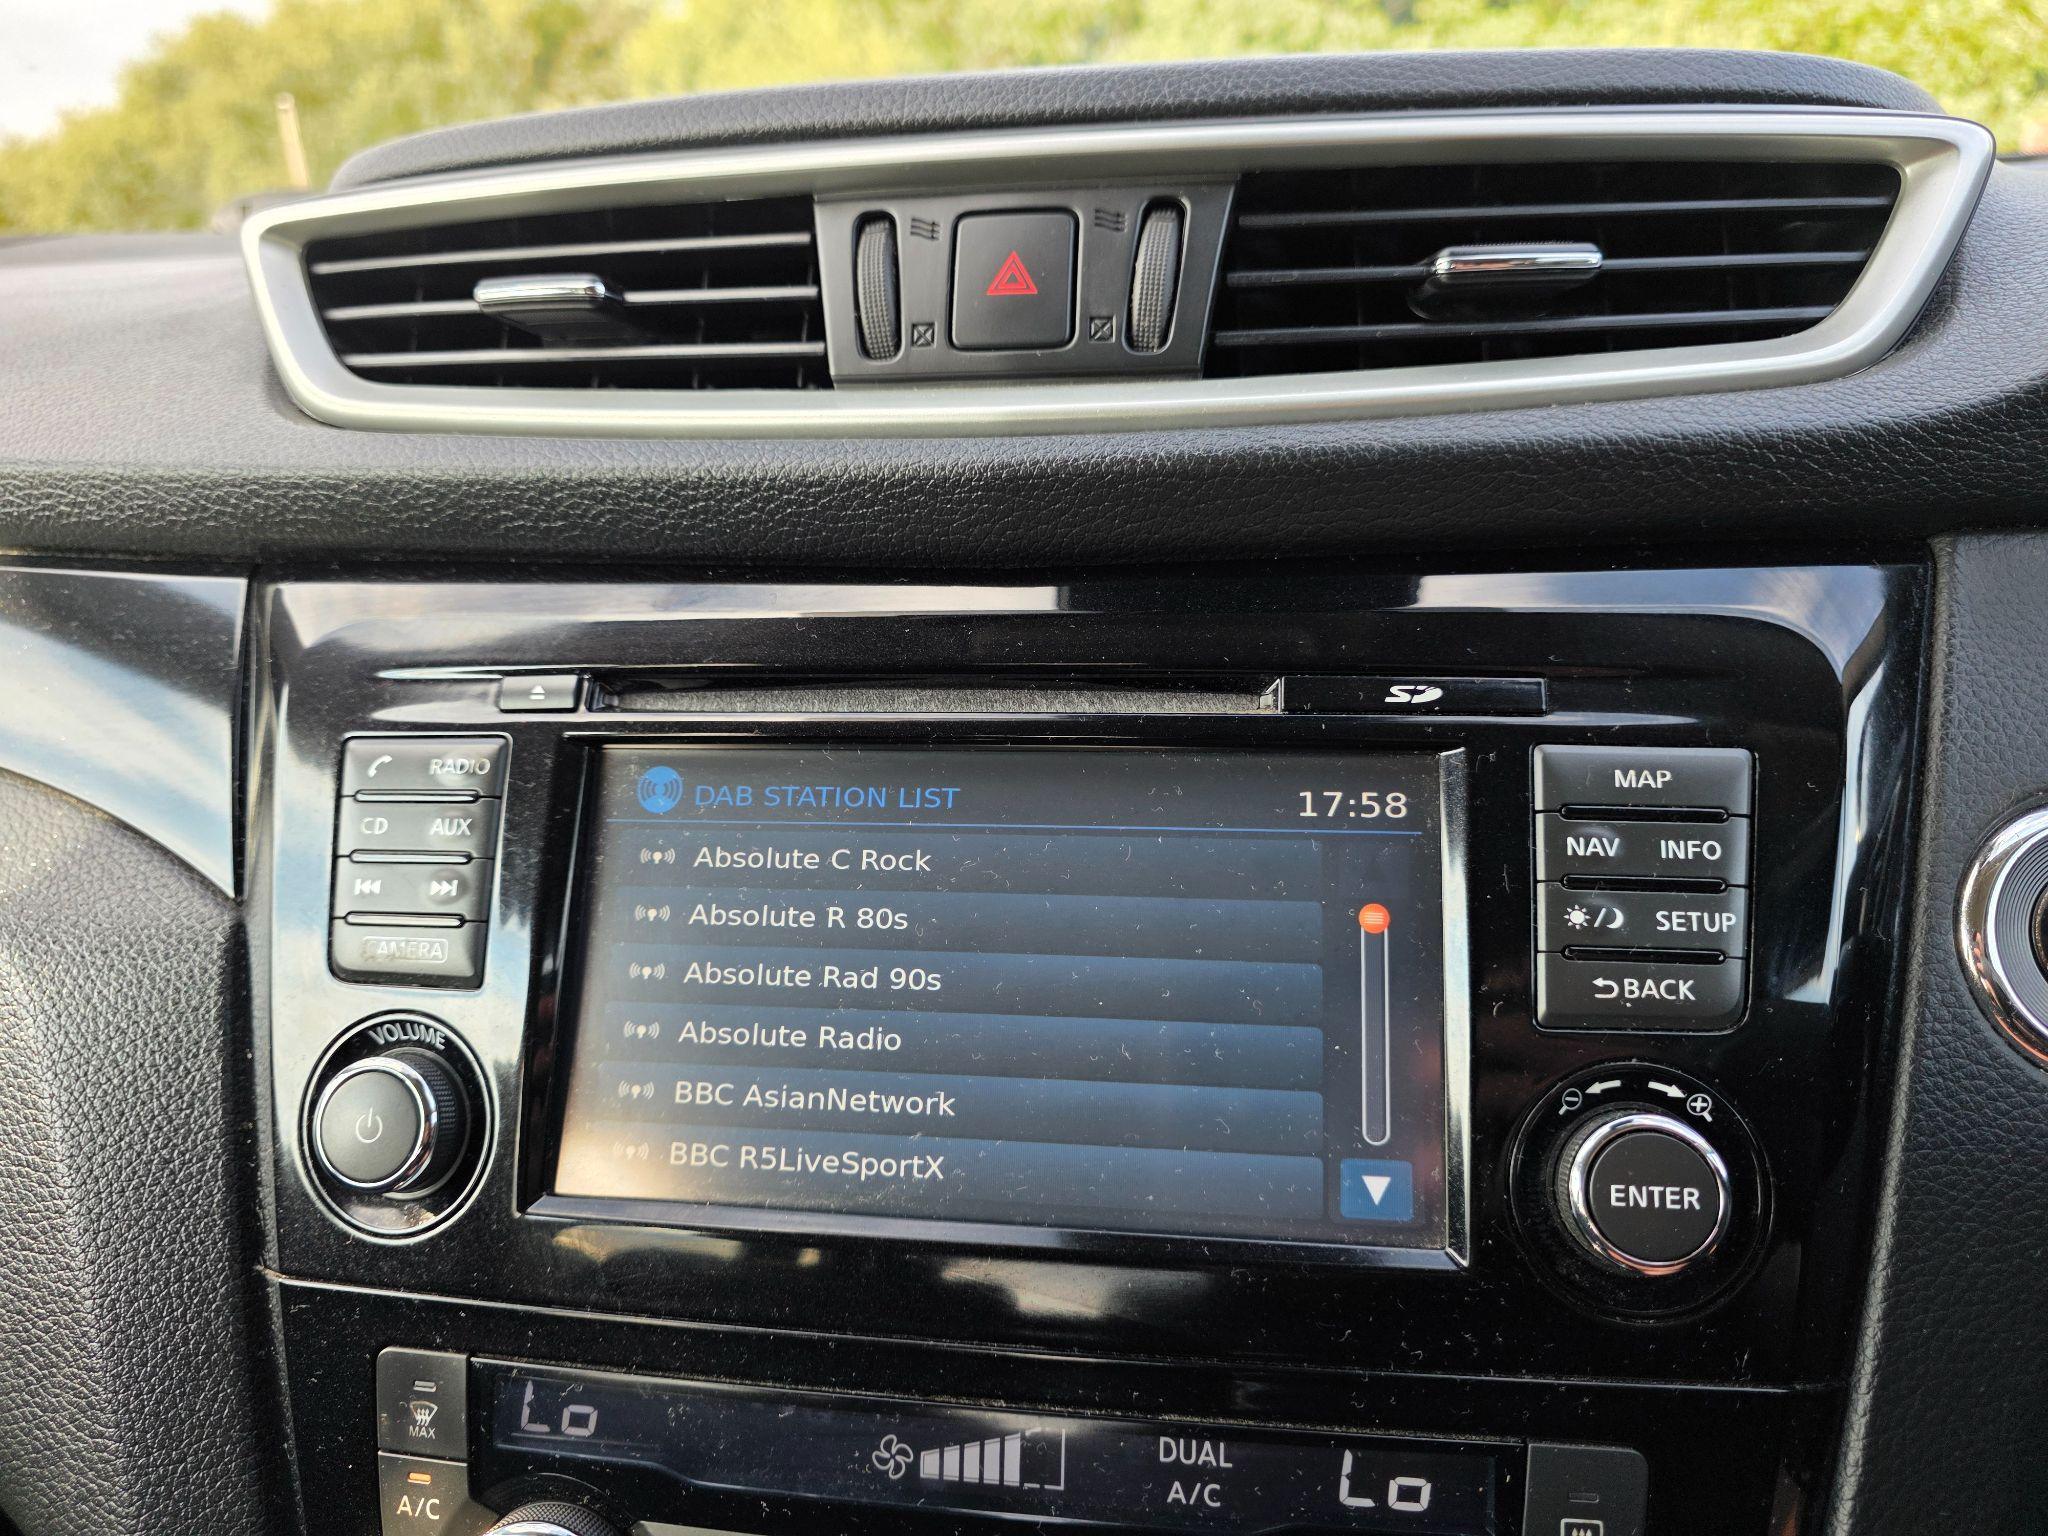 SD
RADIO
CD AUX
CAMERA
VOLUME
DAB STATION LIST 17:58
Absolute C Rock
Absolute R 80s
Absolute Rad 90s
Absolute Radio
BBC AsianNetwork
BBC R5LiveSportX
MAP
NAV INFO
SETUP
BACK
ENTER
MAX
A/C
Lo
DUAL
A/C
Lo